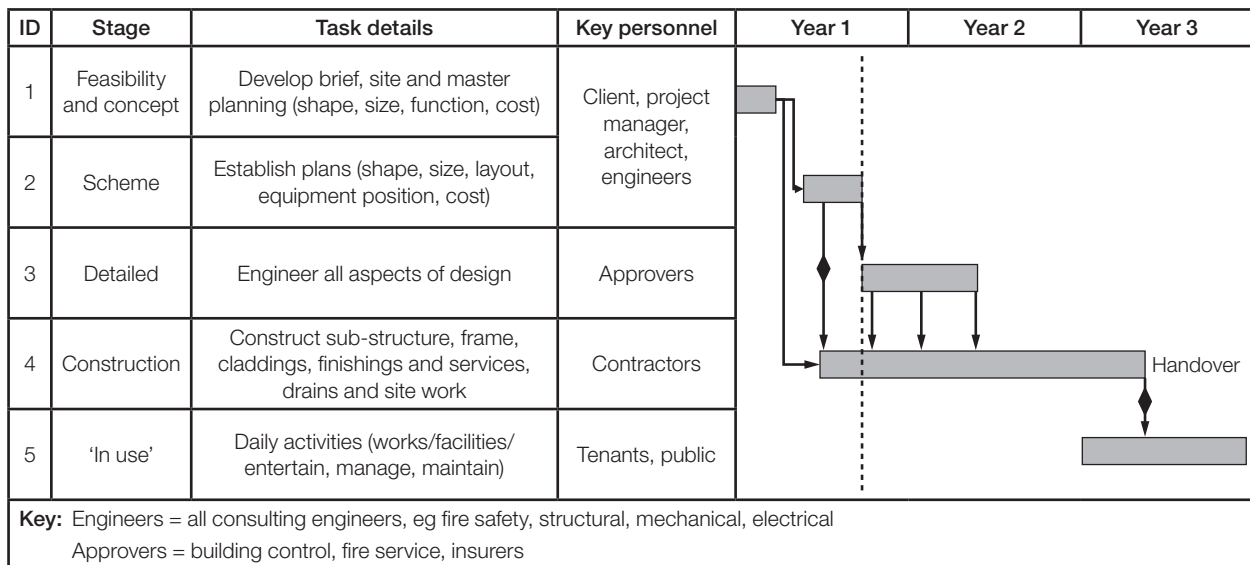 ID Stage Task details Key personnel Year 1 Year 2 Year 3
1
Feasibility
and concept
Develop brief, site and master
planning (shape, size, function, cost)
Client, project
manager,
architect,
engineers
2
Scheme
Establish plans (shape, size, layout,
equipment position, cost)
3
Detailed
Engineer all aspects of design
Approvers
4
Construction
Construct sub-structure, frame,
claddings, finishings and services,
drains and site work
Contractors
Handover
5
‘In use’
Daily activities (works/facilities/
entertain, manage, maintain)
Tenants, public
Key: Engineers = all consulting engineers, eg fire safety, structural, mechanical, electrical
Approvers = building control, fire service, insurers